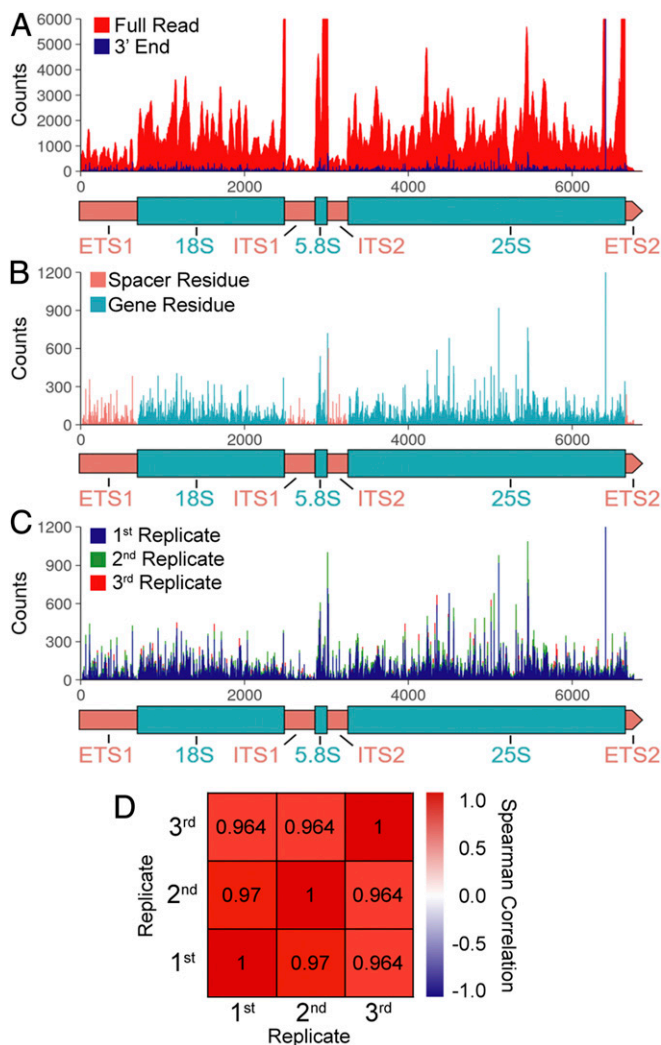 A
Full Read
3' End
Counts
6000
5000
4000
3000
2000
1000
0
0 2000 4000 6000
ETS1 18S ITS1 5.8S ITS2 25S ETS2
B
Spacer Residue
Gene Residue
Counts
1200
900
600
300
0
0 2000 4000 6000
ETS1 18S ITS1 5.8S ITS2 25S ETS2
C
1st Replicate
2nd Replicate
3rd Replicate
Counts
1200
900
600
300
0
0 2000 4000 6000
ETS1 18S ITS1 5.8S ITS2 25S ETS2
D
Replicate
3rd 0.964 0.964 1
2nd 0.97 1 0.964
1st 1 0.97 0.964
1st 2nd 3rd
Replicate
1.0
0.5
0.0
-0.5
-1.0
Spearman Correlation